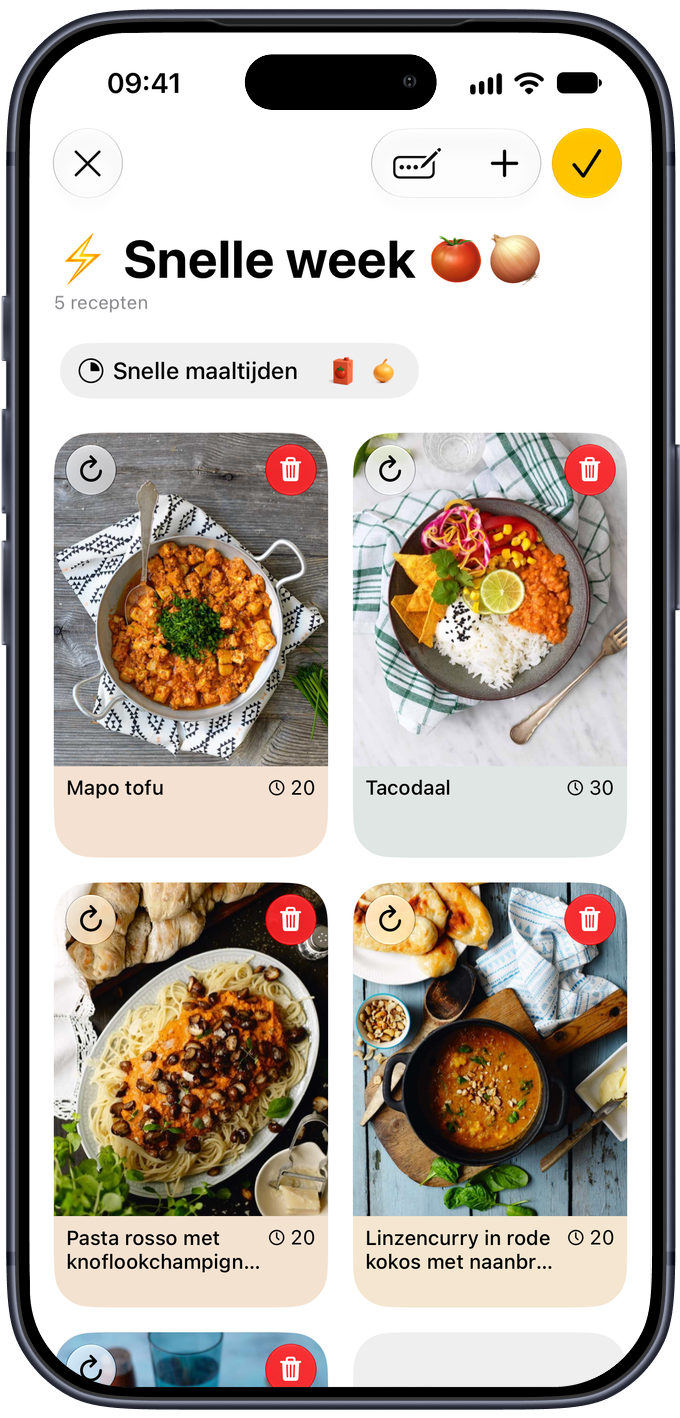 09:41
⚡ Snelle week 🍅🧅
5 recepten
Snelle maaltijden
Mapo tofu 20
Tacodaal 30
Pasta rosso met 20
knoflookchampign...
Linzencurry in rode 20
kokos met naanbr...